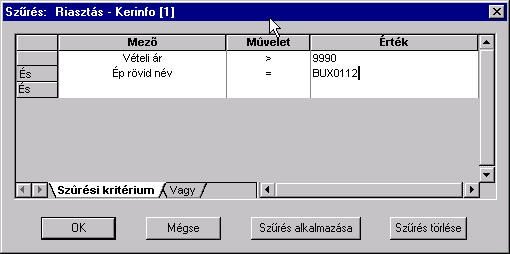 Szűrés: Riasztás - Kerinfo [1]
Mező Művelet Érték
Vételi ár > 9990
És Ép rövid név = BUX0112
És
Szűrési kritérium Vagy
OK Mégse Szűrés alkalmazása Szűrés törlése